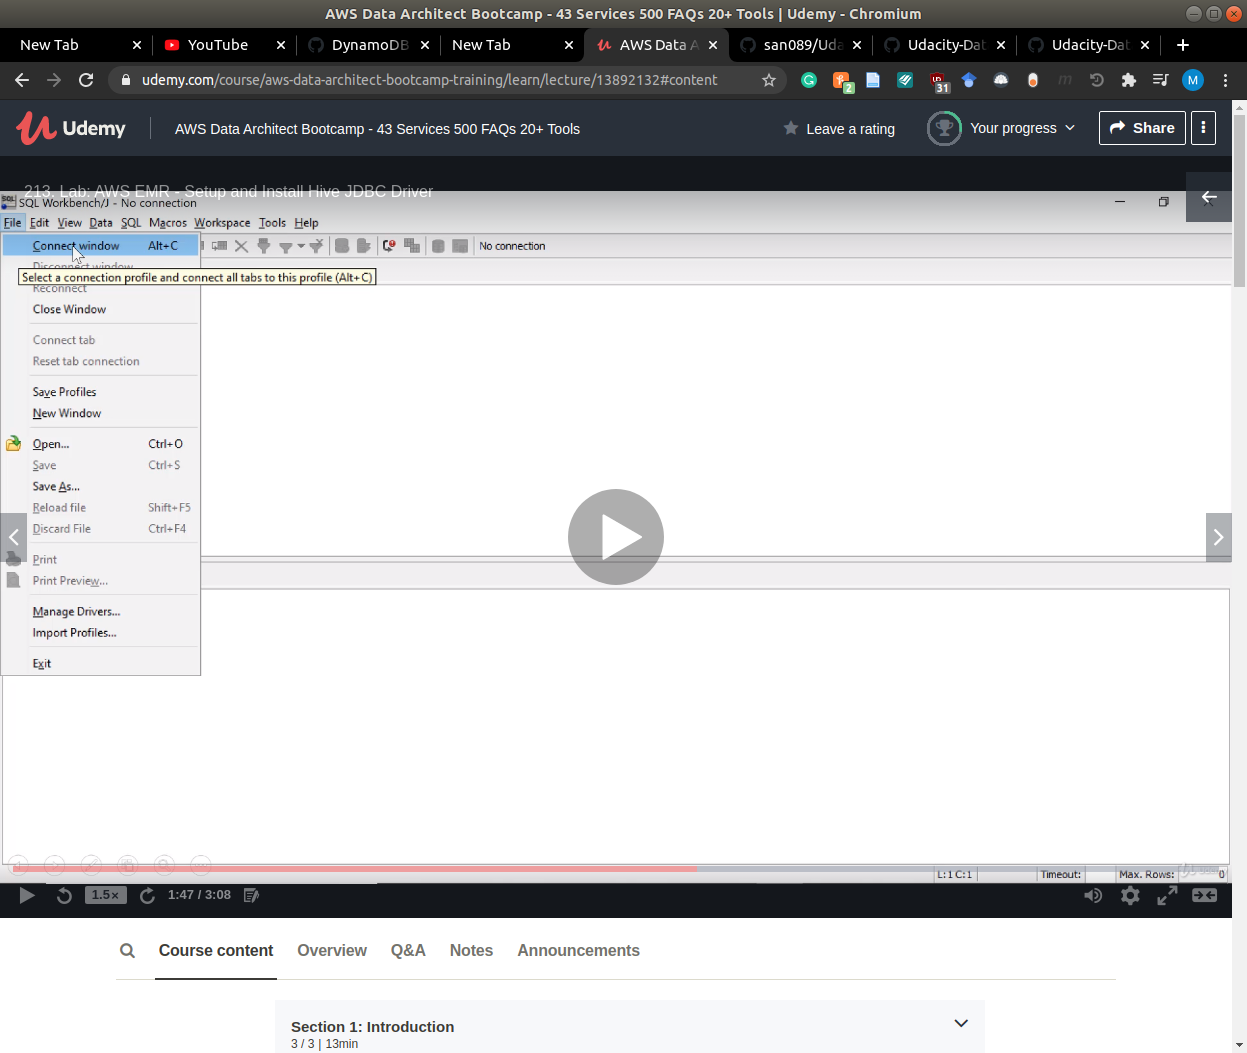 AWS Data Architect Bootcamp - 43 Services 500 FAQs 20+ Tools | Udemy - Chromium
New Tab
YouTube
DynamoDB
New Tab
AWS Data A
san089/Uda
Udacity-Dat
Udacity-Dat
udemy.com/course/aws-data-architect-bootcamp-training/learn/lecture/13892132#content
2
31
M
Udemy
AWS Data Architect Bootcamp - 43 Services 500 FAQs 20+ Tools
Leave a rating
Your progress
Share
213. Lab: AWS EMR - Setup and Install Hive JDBC Driver
SQL Workbench/J - No connection
File Edit View Data SQL Macros Workspace Tools Help
Connect window Alt+C
No connection
Disconnect window
Select a connection profile and connect all tabs to this profile (Alt+C)
Reconnect
Close Window
Connect tab
Reset tab connection
Save Profiles
New Window
Open... Ctrl+O
Save Ctrl+S
Save As...
Reload file Shift+F5
Discard File Ctrl+F4
Print
Print Preview...
Manage Drivers...
Import Profiles...
Exit
L:1 C:1
Timeout:
Max. Rows:
0
1.5×
1:47 / 3:08
Course content
Overview
Q&A
Notes
Announcements
Section 1: Introduction
3 / 3 | 13min